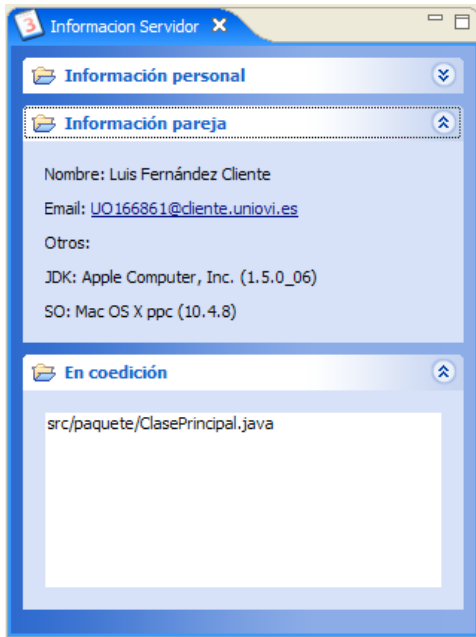 3 Informacion Servidor
Información personal
Información pareja
Nombre: Luis Fernández Cliente
Email: UO166861@cliente.uniovi.es
Otros:
JDK: Apple Computer, Inc. (1.5.0_06)
SO: Mac OS X ppc (10.4.8)
En coedición
src/paquete/ClasePrincipal.java